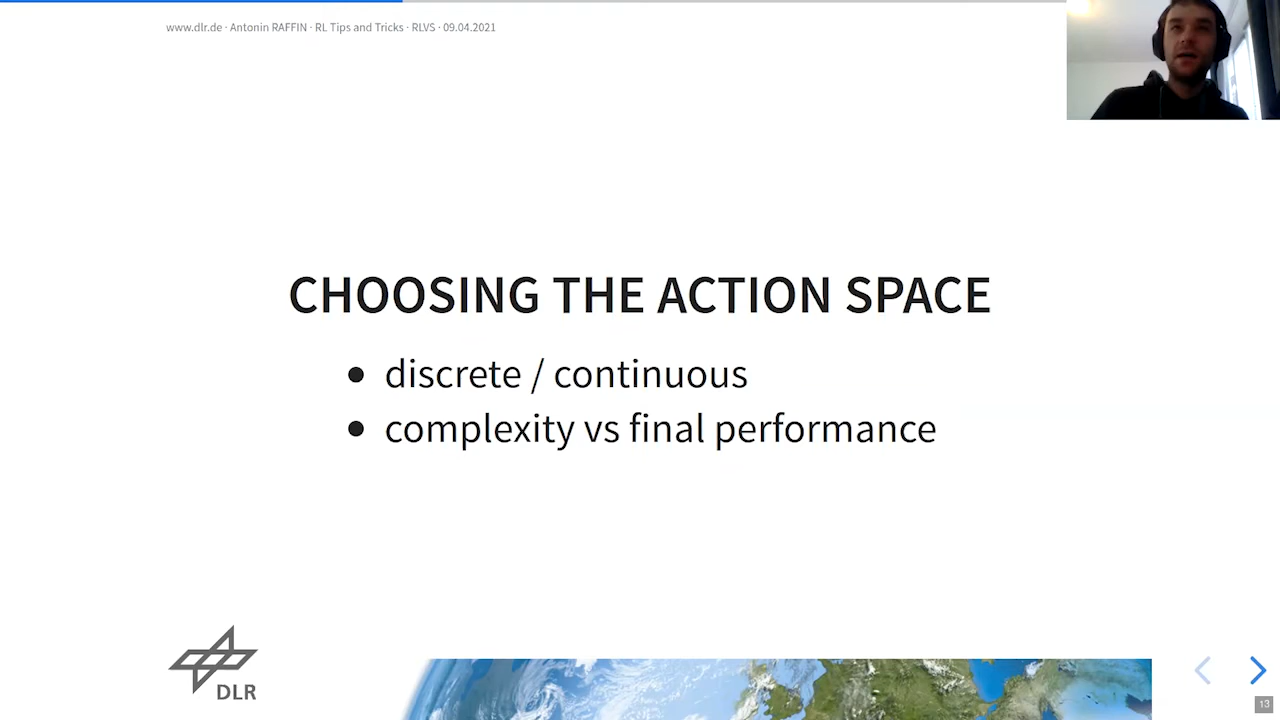 www.dlr.de · Antonin RAFFIN · RL Tips and Tricks · RLVS · 09.04.2021
CHOOSING THE ACTION SPACE
• discrete / continuous
• complexity vs final performance
DLR
13